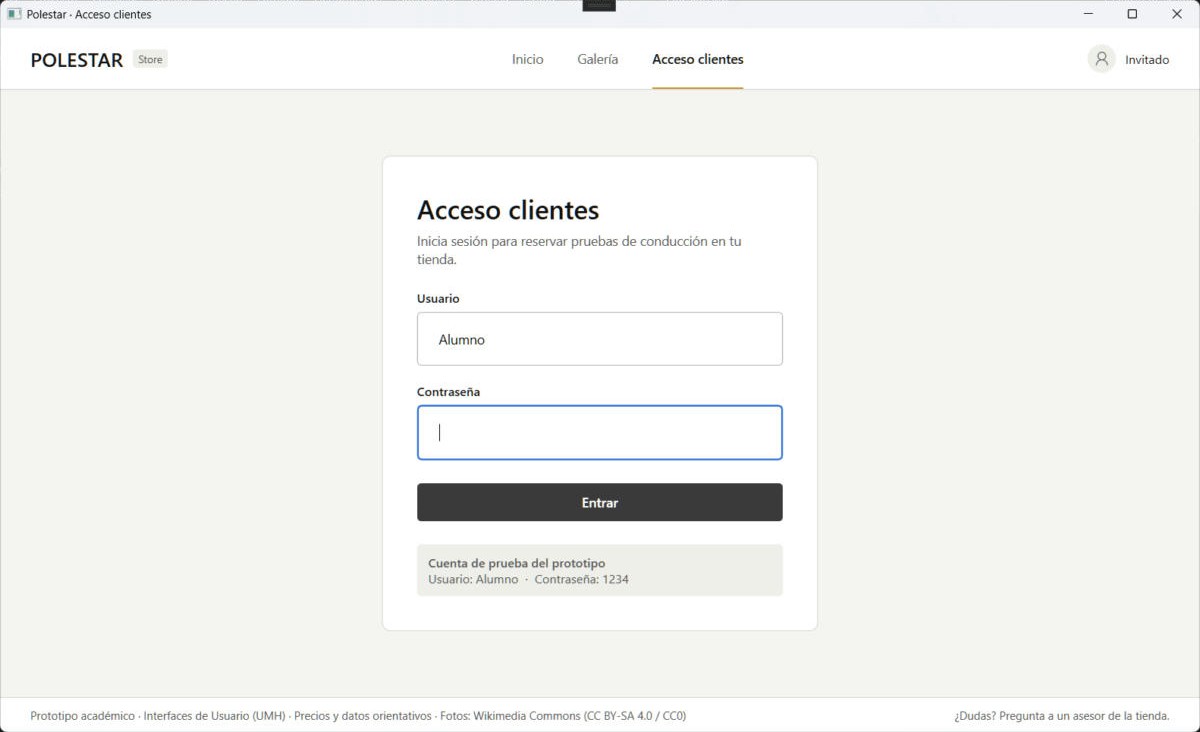 Polestar · Acceso clientes
POLESTAR Store
Inicio Galería Acceso clientes
Invitado
Acceso clientes
Inicia sesión para reservar pruebas de conducción en tu
tienda.
Usuario
Alumno
Contraseña
Entrar
Cuenta de prueba del prototipo
Usuario: Alumno · Contraseña: 1234
Prototipo académico · Interfaces de Usuario (UMH) · Precios y datos orientativos · Fotos: Wikimedia Commons (CC BY-SA 4.0 / CC0)
¿Dudas? Pregunta a un asesor de la tienda.